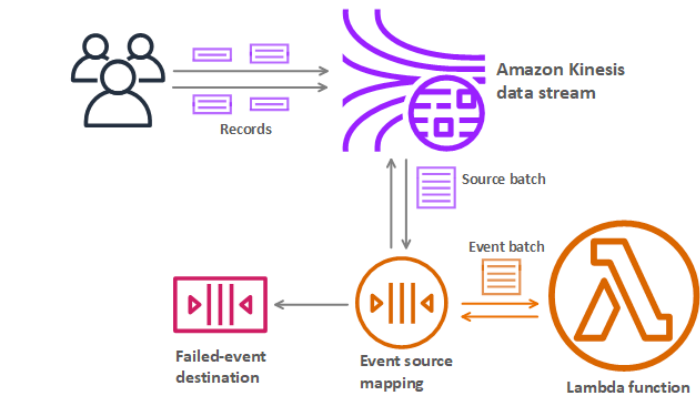 Amazon Kinesis
data stream
Records
Source batch
Event batch
Failed-event
destination
Event source
mapping
Lambda function